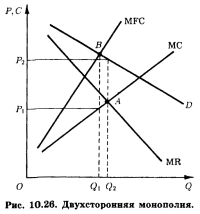 P, C
MFC
B
MC
P₂
P₁
A
D
MR
O
Q₁ Q₂
Q
Рис. 10.26. Двухсторонняя монополия.